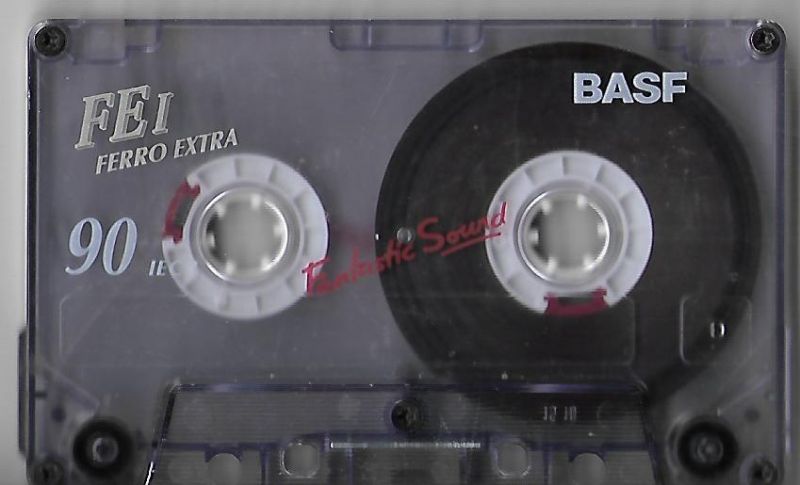 BASF
FE I
FERRO EXTRA
90
IEC I
Fantastic Sound